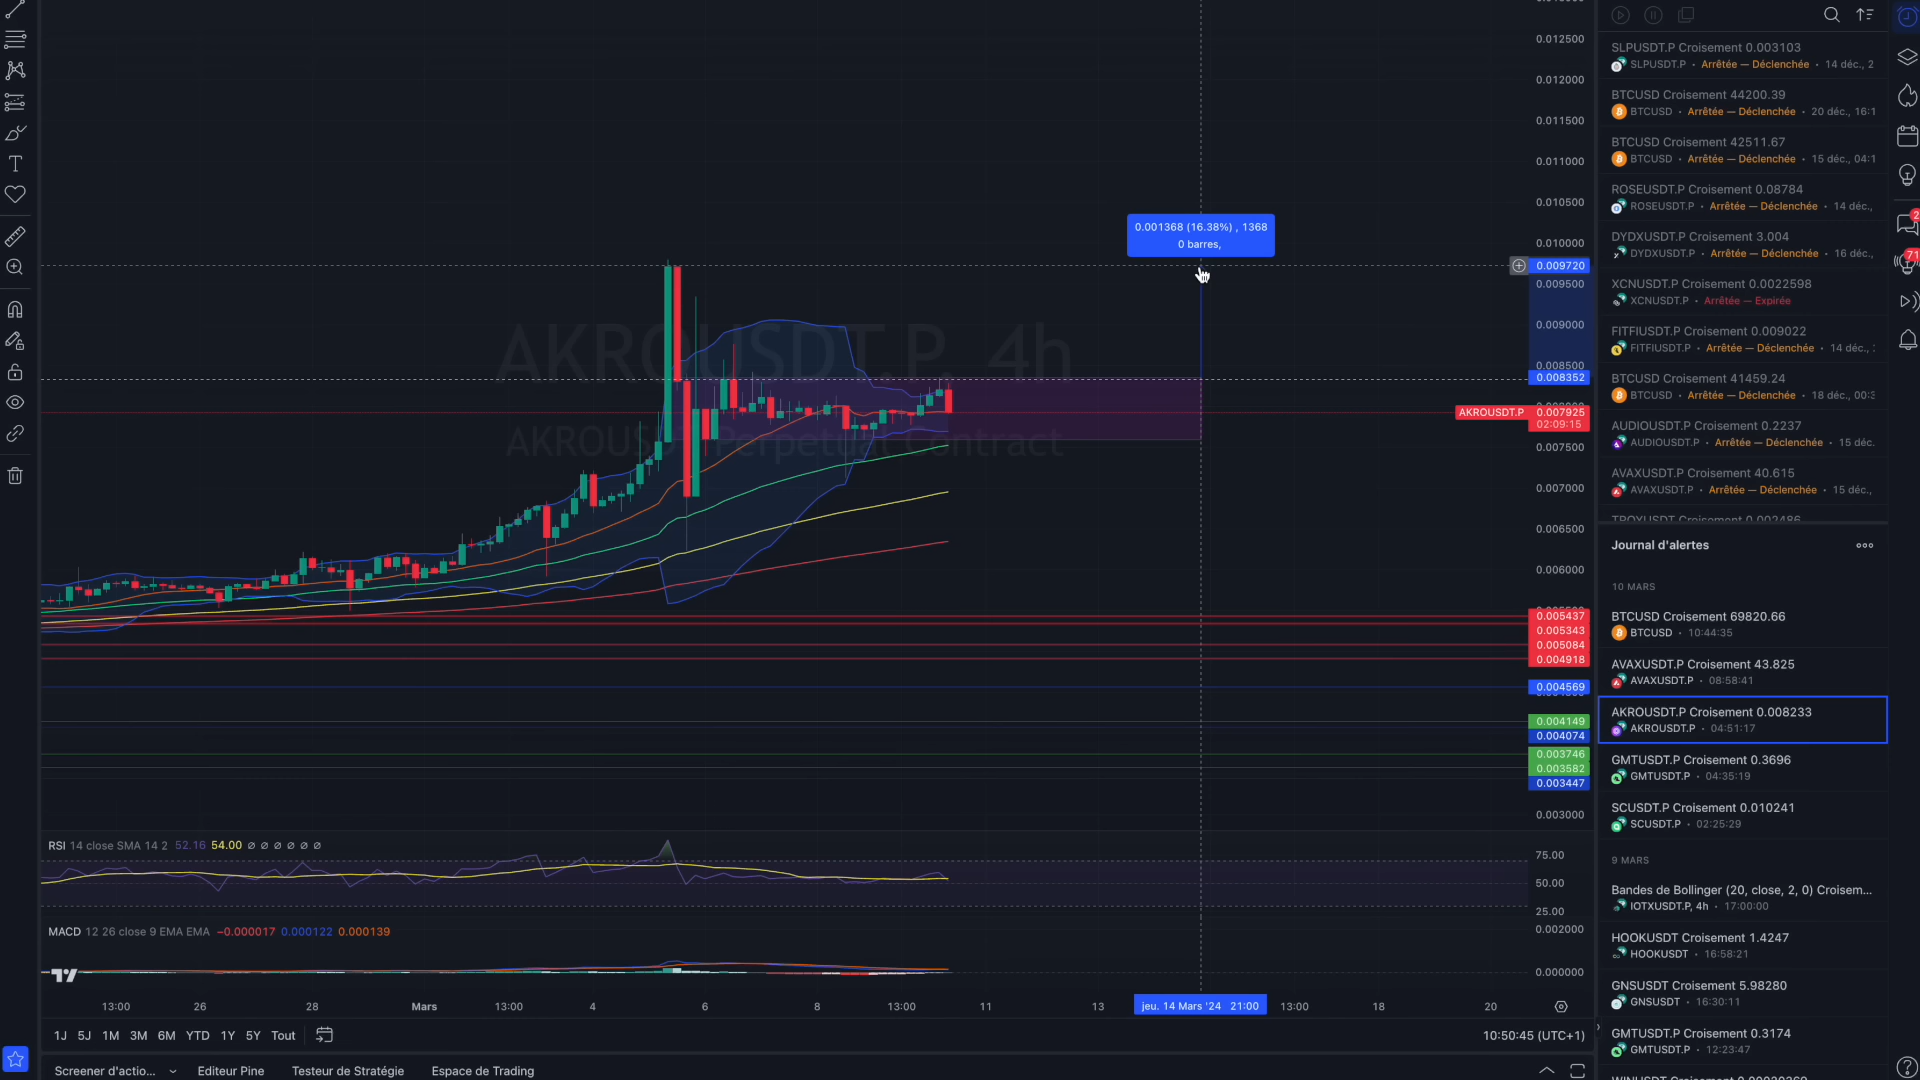 0.012500
0.012000
0.011500
0.011000
0.010500
0.010000
0.009720
0.009500
0.009000
0.008500
0.008352
AKROUSDT.P 0.007925
02:09:15
0.007500
0.007000
0.006500
0.006000
0.005437
0.005343
0.005084
0.004918
0.004569
0.004149
0.004074
0.003746
0.003582
0.003447
0.003000
0.001368 (16.38%) , 1368
0 barres,
AKROUSDT.P, 4h
AKROUSDT Perpetual Contract
RSI 14 close SMA 14 2 52.16 54.00 ∅ ∅ ∅ ∅ ∅ ∅
75.00
50.00
25.00
MACD 12 26 close 9 EMA EMA −0.000017 0.000122 0.000139
0.002000
0.000000
13:00 26 28 Mars 13:00 4 6 8 13:00 11 13 jeu. 14 Mars '24 21:00 13:00 18 20
1J 5J 1M 3M 6M YTD 1Y 5Y Tout
10:50:45 (UTC+1)
Screener d'actio... Editeur Pine Testeur de Stratégie Espace de Trading
SLPUSDT.P Croisement 0.003103
SLPUSDT.P • Arrêtée — Déclenchée • 14 déc., 2
BTCUSD Croisement 44200.39
BTCUSD • Arrêtée — Déclenchée • 20 déc., 16:1
BTCUSD Croisement 42511.67
BTCUSD • Arrêtée — Déclenchée • 15 déc., 04:1
ROSEUSDT.P Croisement 0.08784
ROSEUSDT.P • Arrêtée — Déclenchée • 14 déc.,
DYDXUSDT.P Croisement 3.004
DYDXUSDT.P • Arrêtée — Déclenchée • 16 déc.,
XCNUSDT.P Croisement 0.0022598
XCNUSDT.P • Arrêtée — Expirée
FITFIUSDT.P Croisement 0.009022
FITFIUSDT.P • Arrêtée — Déclenchée • 14 déc., :
BTCUSD Croisement 41459.24
BTCUSD • Arrêtée — Déclenchée • 18 déc., 00:3
AUDIOUSDT.P Croisement 0.2237
AUDIOUSDT.P • Arrêtée — Déclenchée • 15 déc.
AVAXUSDT.P Croisement 40.615
AVAXUSDT.P • Arrêtée — Déclenchée • 15 déc.,
TROYUSDT Croisement 0.002486
Journal d'alertes
10 MARS
BTCUSD Croisement 69820.66
BTCUSD • 10:44:35
AVAXUSDT.P Croisement 43.825
AVAXUSDT.P • 08:58:41
AKROUSDT.P Croisement 0.008233
AKROUSDT.P • 04:51:17
GMTUSDT.P Croisement 0.3696
GMTUSDT.P • 04:35:19
SCUSDT.P Croisement 0.010241
SCUSDT.P • 02:25:29
9 MARS
Bandes de Bollinger (20, close, 2, 0) Croisem...
IOTXUSDT.P, 4h • 17:00:00
HOOKUSDT Croisement 1.4247
HOOKUSDT • 16:58:21
GNSUSDT Croisement 5.98280
GNSUSDT • 16:30:11
GMTUSDT.P Croisement 0.3174
GMTUSDT.P • 12:23:47
2
71